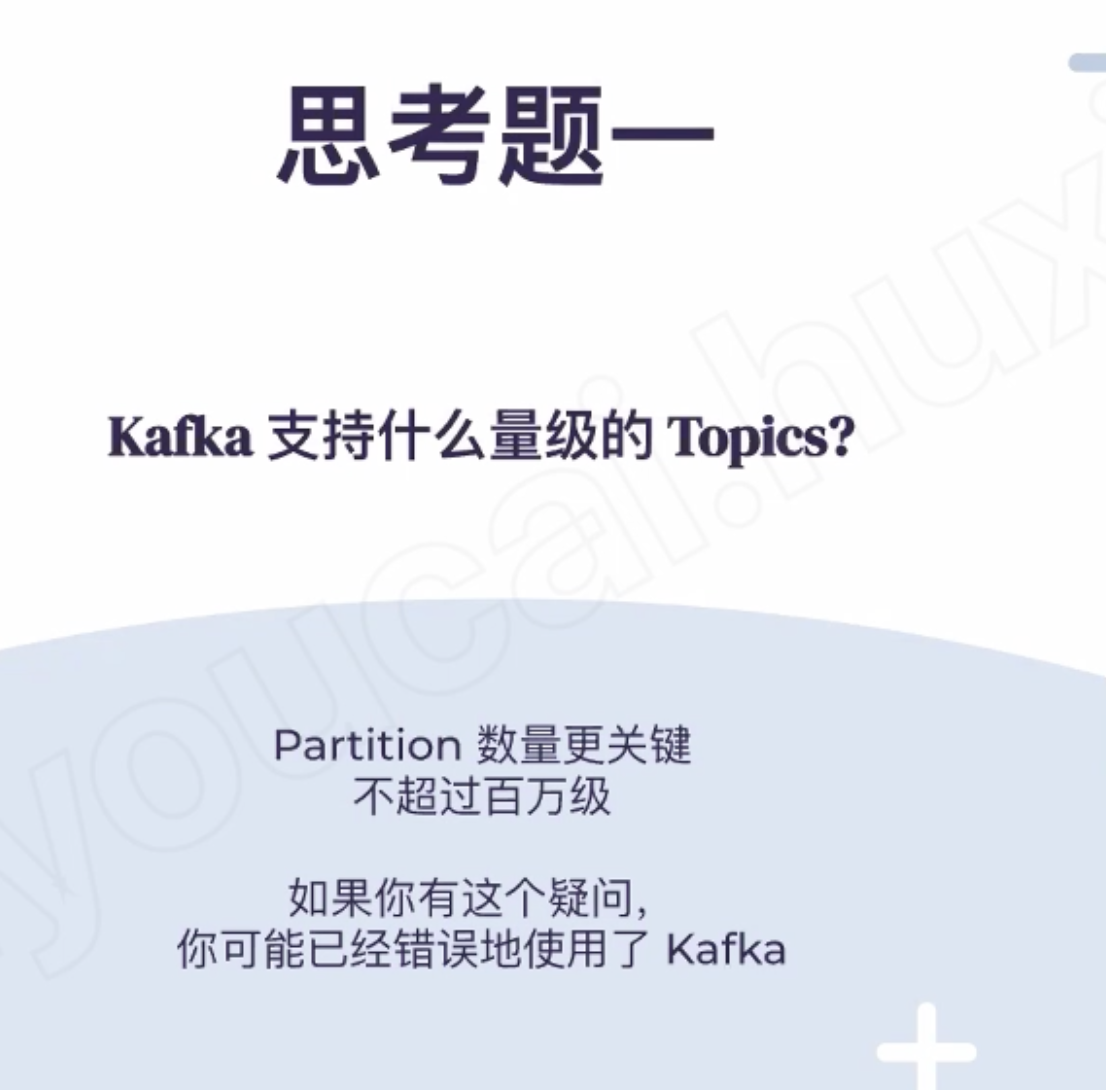 思考题一
Kafka 支持什么量级的 Topics?
Partition 数量更关键
不超过百万级
如果你有这个疑问,
你可能已经错误地使用了 Kafka
youcai.hux